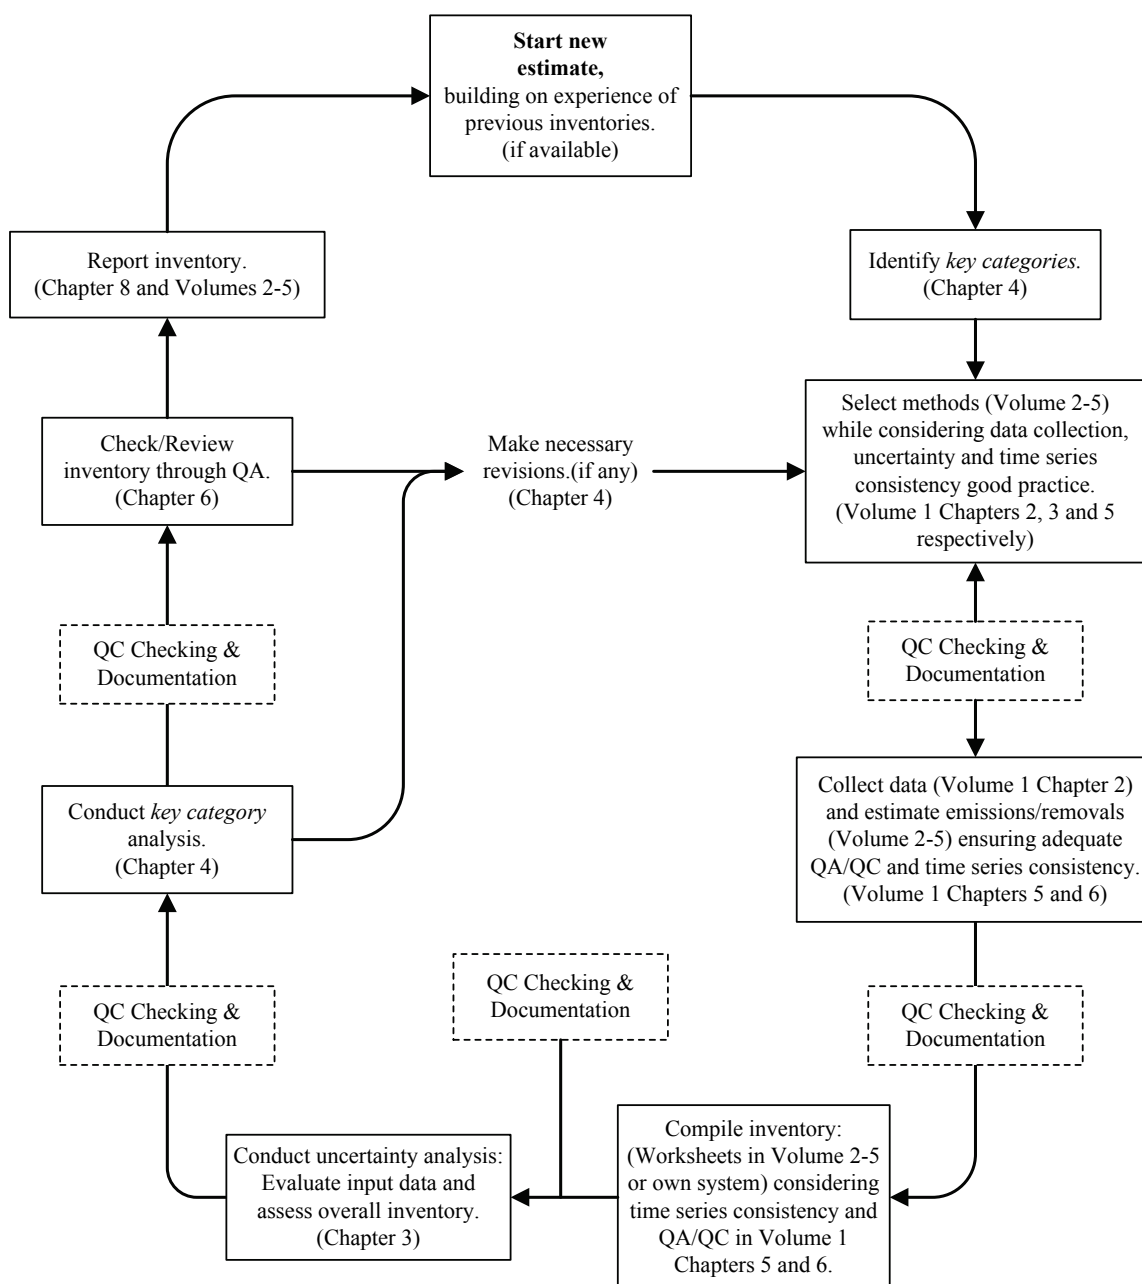 Start new
estimate,
building on experience of
previous inventories.
(if available)
Report inventory.
(Chapter 8 and Volumes 2-5)
Identify key categories.
(Chapter 4)
Check/Review
inventory through QA.
(Chapter 6)
Make necessary
revisions.(if any)
(Chapter 4)
Select methods (Volume 2-5)
while considering data collection,
uncertainty and time series
consistency good practice.
(Volume 1 Chapters 2, 3 and 5
respectively)
QC Checking &
Documentation
QC Checking &
Documentation
Conduct key category
analysis.
(Chapter 4)
Collect data (Volume 1 Chapter 2)
and estimate emissions/removals
(Volume 2-5) ensuring adequate
QA/QC and time series consistency.
(Volume 1 Chapters 5 and 6)
QC Checking &
Documentation
QC Checking &
Documentation
QC Checking &
Documentation
Conduct uncertainty analysis:
Evaluate input data and
assess overall inventory.
(Chapter 3)
Compile inventory:
(Worksheets in Volume 2-5
or own system) considering
time series consistency and
QA/QC in Volume 1
Chapters 5 and 6.